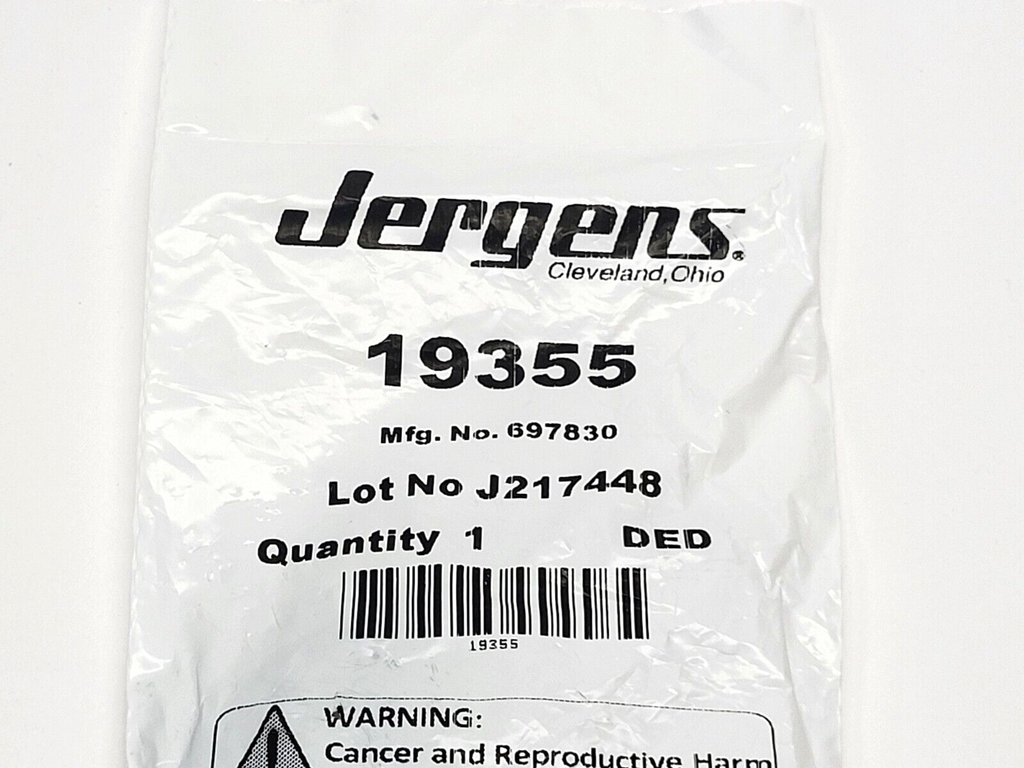 Jergens®
Cleveland, Ohio
19355
Mfg. No. 697830
Lot No J217448
Quantity 1 DED
19355
WARNING:
Cancer and Reproductive Harm